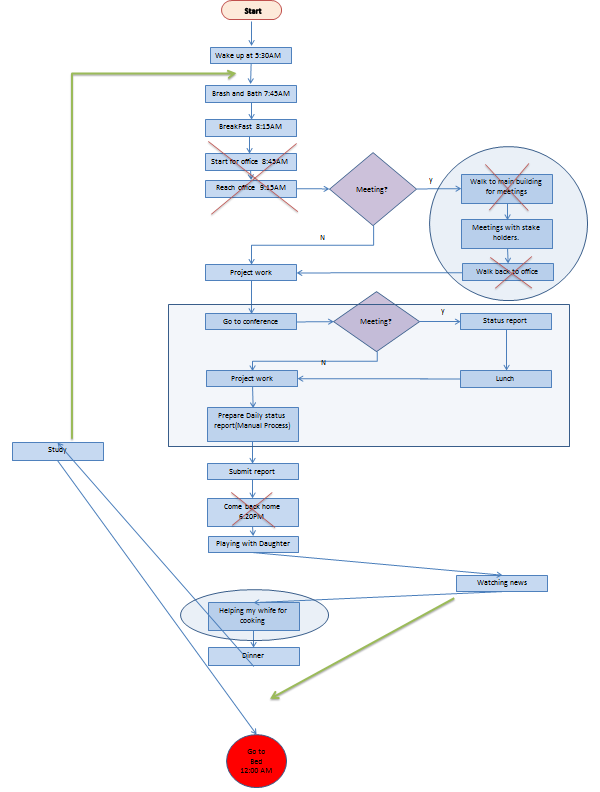 Start
Wake up at 5:30AM
Brash and Bath 7:45AM
BreakFast 8:15AM
Start for office 8:45AM
Reach office 9:15AM
Meeting?
y
Walk to main building
for meetings
Meetings with stake
holders.
Walk back to office
N
Project work
Go to conference
Meeting?
y
Status report
N
Project work
Lunch
Prepare Daily status
report(Manual Process)
Study
Submit report
Come back home
6:20PM
Playing with Daughter
Watching news
Helping my whife for
cooking
Dinner
Go to
Bed
12:00 AM